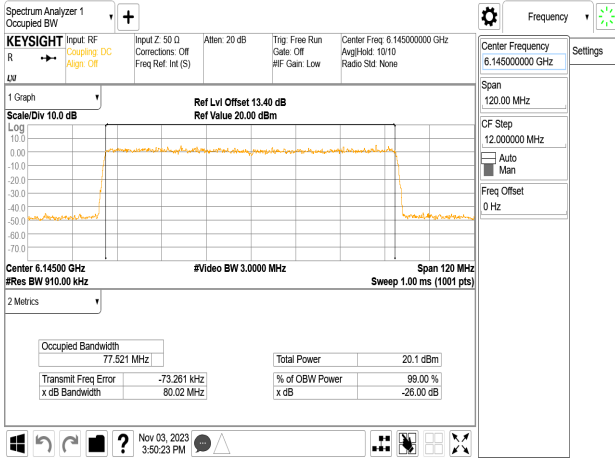 Spectrum Analyzer 1
Occupied BW
Frequency
KEYSIGHT
R
Input: RF
Coupling: DC
Align: Off
Input Z: 50 Ω
Corrections: Off
Freq Ref: Int (S)
Atten: 20 dB
Trig: Free Run
Gate: Off
#IF Gain: Low
Center Freq: 6.145000000 GHz
Avg|Hold: 10/10
Radio Std: None
LXI
Center Frequency
6.145000000 GHz
Settings
Span
120.00 MHz
CF Step
12.000000 MHz
Auto
Man
Freq Offset
0 Hz
1 Graph
Scale/Div 10.0 dB
Ref Lvl Offset 13.40 dB
Ref Value 20.00 dBm
Log
10.0
0.00
-10.0
-20.0
-30.0
-40.0
-50.0
-60.0
-70.0
Center 6.14500 GHz
#Video BW 3.0000 MHz
Span 120 MHz
#Res BW 910.00 kHz
Sweep 1.00 ms (1001 pts)
2 Metrics
Occupied Bandwidth
77.521 MHz
Total Power
20.1 dBm
Transmit Freq Error
-73.261 kHz
% of OBW Power
99.00 %
x dB Bandwidth
80.02 MHz
x dB
-26.00 dB
?
Nov 03, 2023
3:50:23 PM